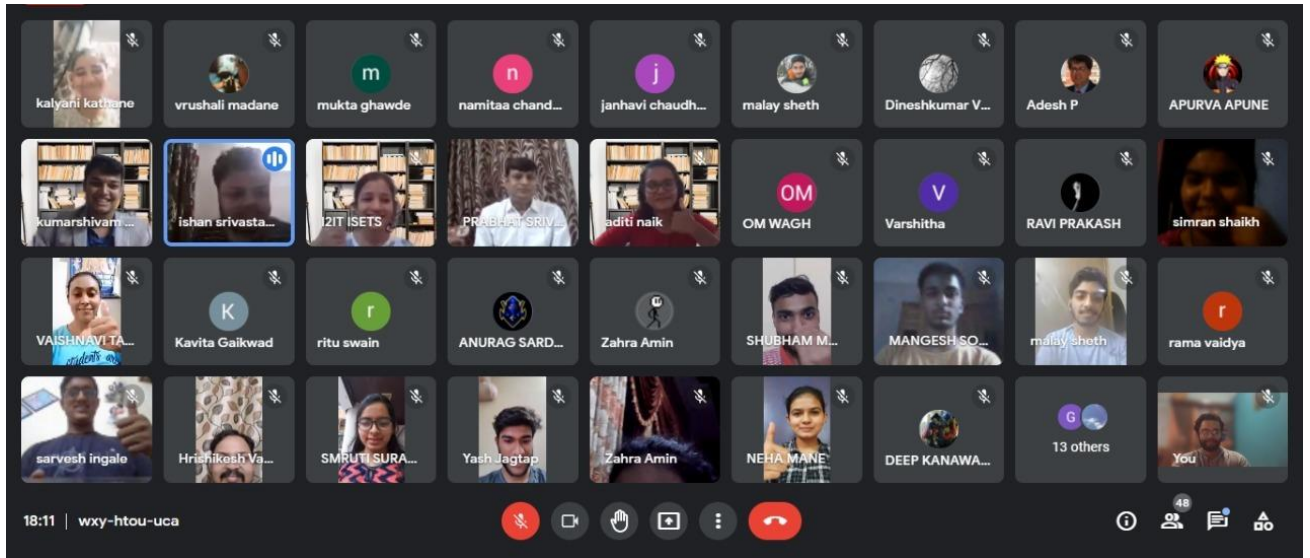 kalyani kathane
vrushali madane
m
mukta ghawde
n
namitaa chand...
j
janhavi chaudh...
malay sheth
Dineshkumar V...
Adesh P
APURVA APUNE
kumarshivam ...
ishan srivasta...
I2IT ISETS
PRABHAT SRIV...
aditi naik
OM
OM WAGH
V
Varshitha
RAVI PRAKASH
simran shaikh
VAISHNAVI TA...
students are
K
Kavita Gaikwad
r
ritu swain
ANURAG SARD...
Zahra Amin
SHUBHAM M...
MANGESH SO...
malay sheth
r
rama vaidya
sarvesh ingale
Hrishikesh Va...
SMRUTI SURA...
Yash Jagtap
Zahra Amin
NEHA MANE
DEEP KANAWA...
G
13 others
You
18:11 | wxy-htou-uca
48